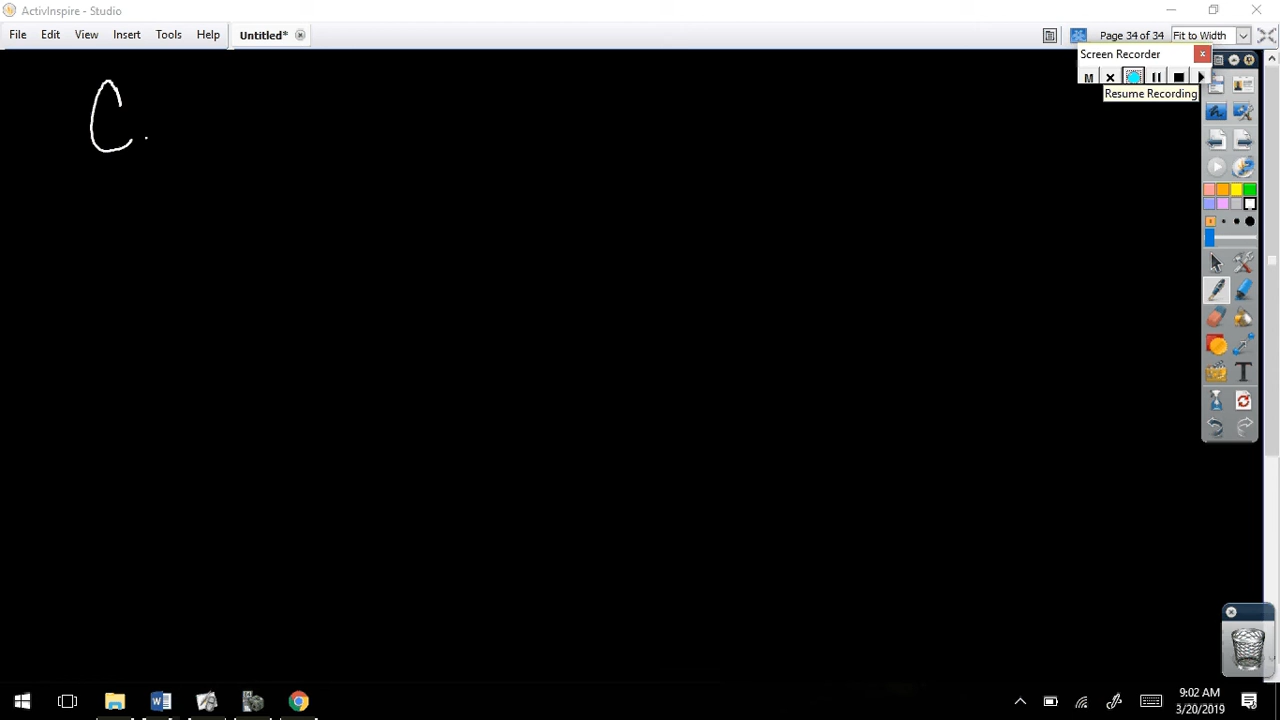 ActivInspire - Studio
File Edit View Insert Tools Help Untitled* Page 34 of 34 Fit to Width
Screen Recorder
M
Resume Recording
C.
T
9:02 AM
3/20/2019